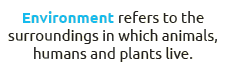 Environment refers to the
surroundings in which animals,
humans and plants live.